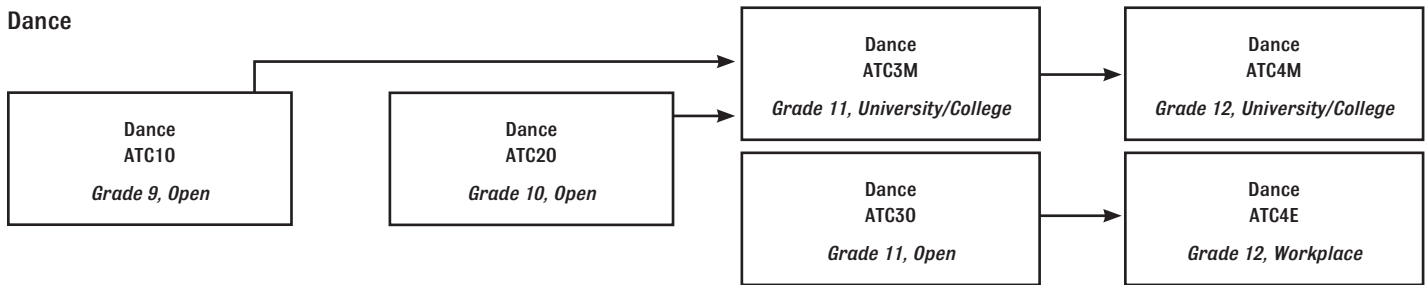 Dance
Dance
ATC1O
Grade 9, Open
Dance
ATC2O
Grade 10, Open
Dance
ATC3M
Grade 11, University/College
Dance
ATC4M
Grade 12, University/College
Dance
ATC3O
Grade 11, Open
Dance
ATC4E
Grade 12, Workplace